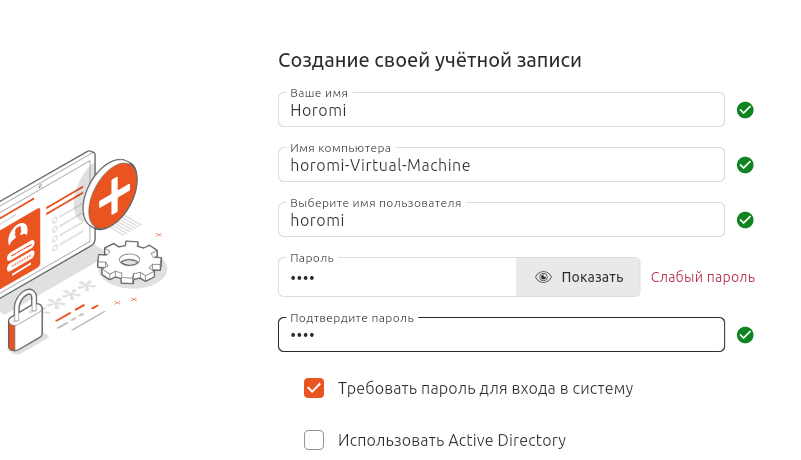 Создание своей учётной записи
Ваше имя
Horomi
Имя компьютера
horomi-Virtual-Machine
Выберите имя пользователя
horomi
Пароль
••••
Показать
Слабый пароль
Подтвердите пароль
••••
Требовать пароль для входа в систему
Использовать Active Directory